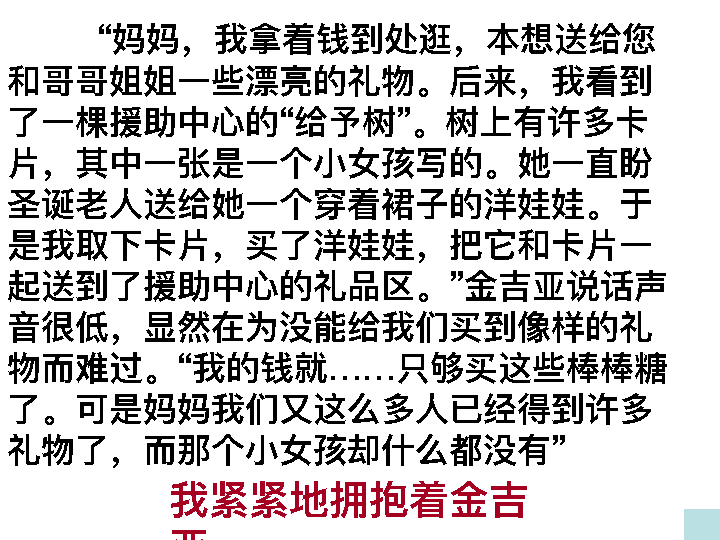 “妈妈，我拿着钱到处逛，本想送给您
和哥哥姐姐一些漂亮的礼物。后来，我看到
了一棵援助中心的“给予树”。树上有许多卡
片，其中一张是一个小女孩写的。她一直盼
圣诞老人送给她一个穿着裙子的洋娃娃。于
是我取下卡片，买了洋娃娃，把它和卡片一
起送到了援助中心的礼品区。”金吉亚说话声
音很低，显然在为没能给我们买到像样的礼
物而难过。“我的钱就……只够买这些棒棒糖
了。可是妈妈我们又这么多人已经得到许多
礼物了，而那个小女孩却什么都没有”
我紧紧地拥抱着金吉